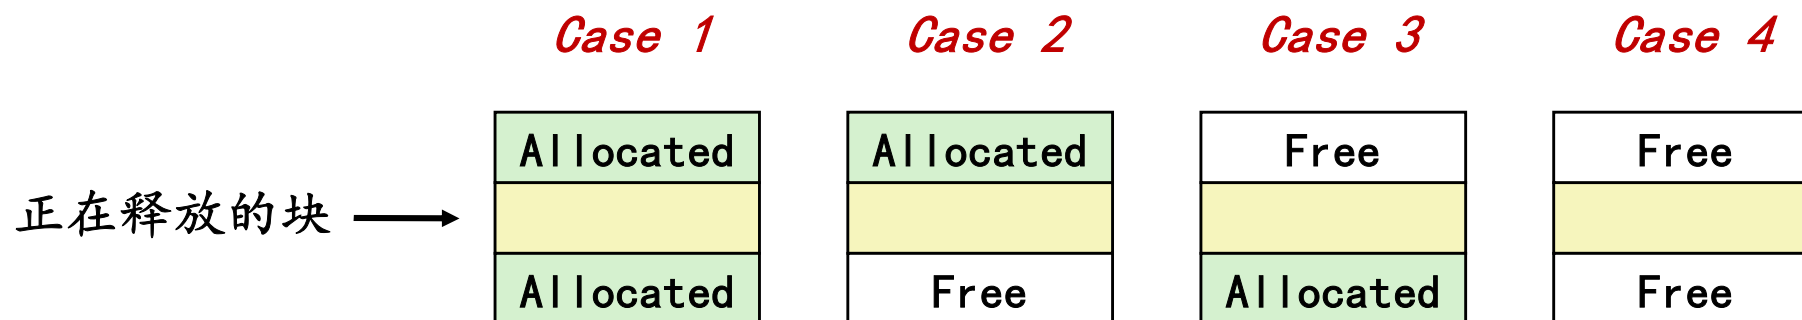 Case 1 Case 2 Case 3 Case 4
Allocated Allocated Free Free
正在释放的块
Allocated Free Allocated Free